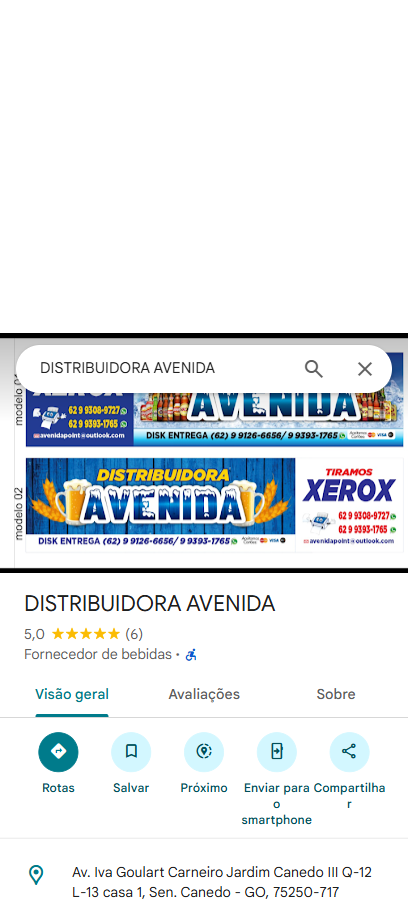 DISTRIBUIDORA AVENIDA
AVENIDA
62 9 9308-9727
62 9 9393-1765
avenidapoint@outlook.com
DISK ENTREGA (62) 9 9126-6656/ 9 9393-1765
modelo 02
DISTRIBUIDORA
AVENIDA
DISK ENTREGA (62) 9 9126-6656/ 9 9393-1765
TIRAMOS
XEROX
62 9 9308-9727
62 9 9393-1765
avenidapoint@outlook.com
DISTRIBUIDORA AVENIDA
5,0 ★★★★★ (6)
Fornecedor de bebidas ·
Visão geral
Avaliações
Sobre
Rotas
Salvar
Próximo
Enviar para
o
smartphone
Compartilha
r
Av. Iva Goulart Carneiro Jardim Canedo III Q-12
L-13 casa 1, Sen. Canedo - GO, 75250-717